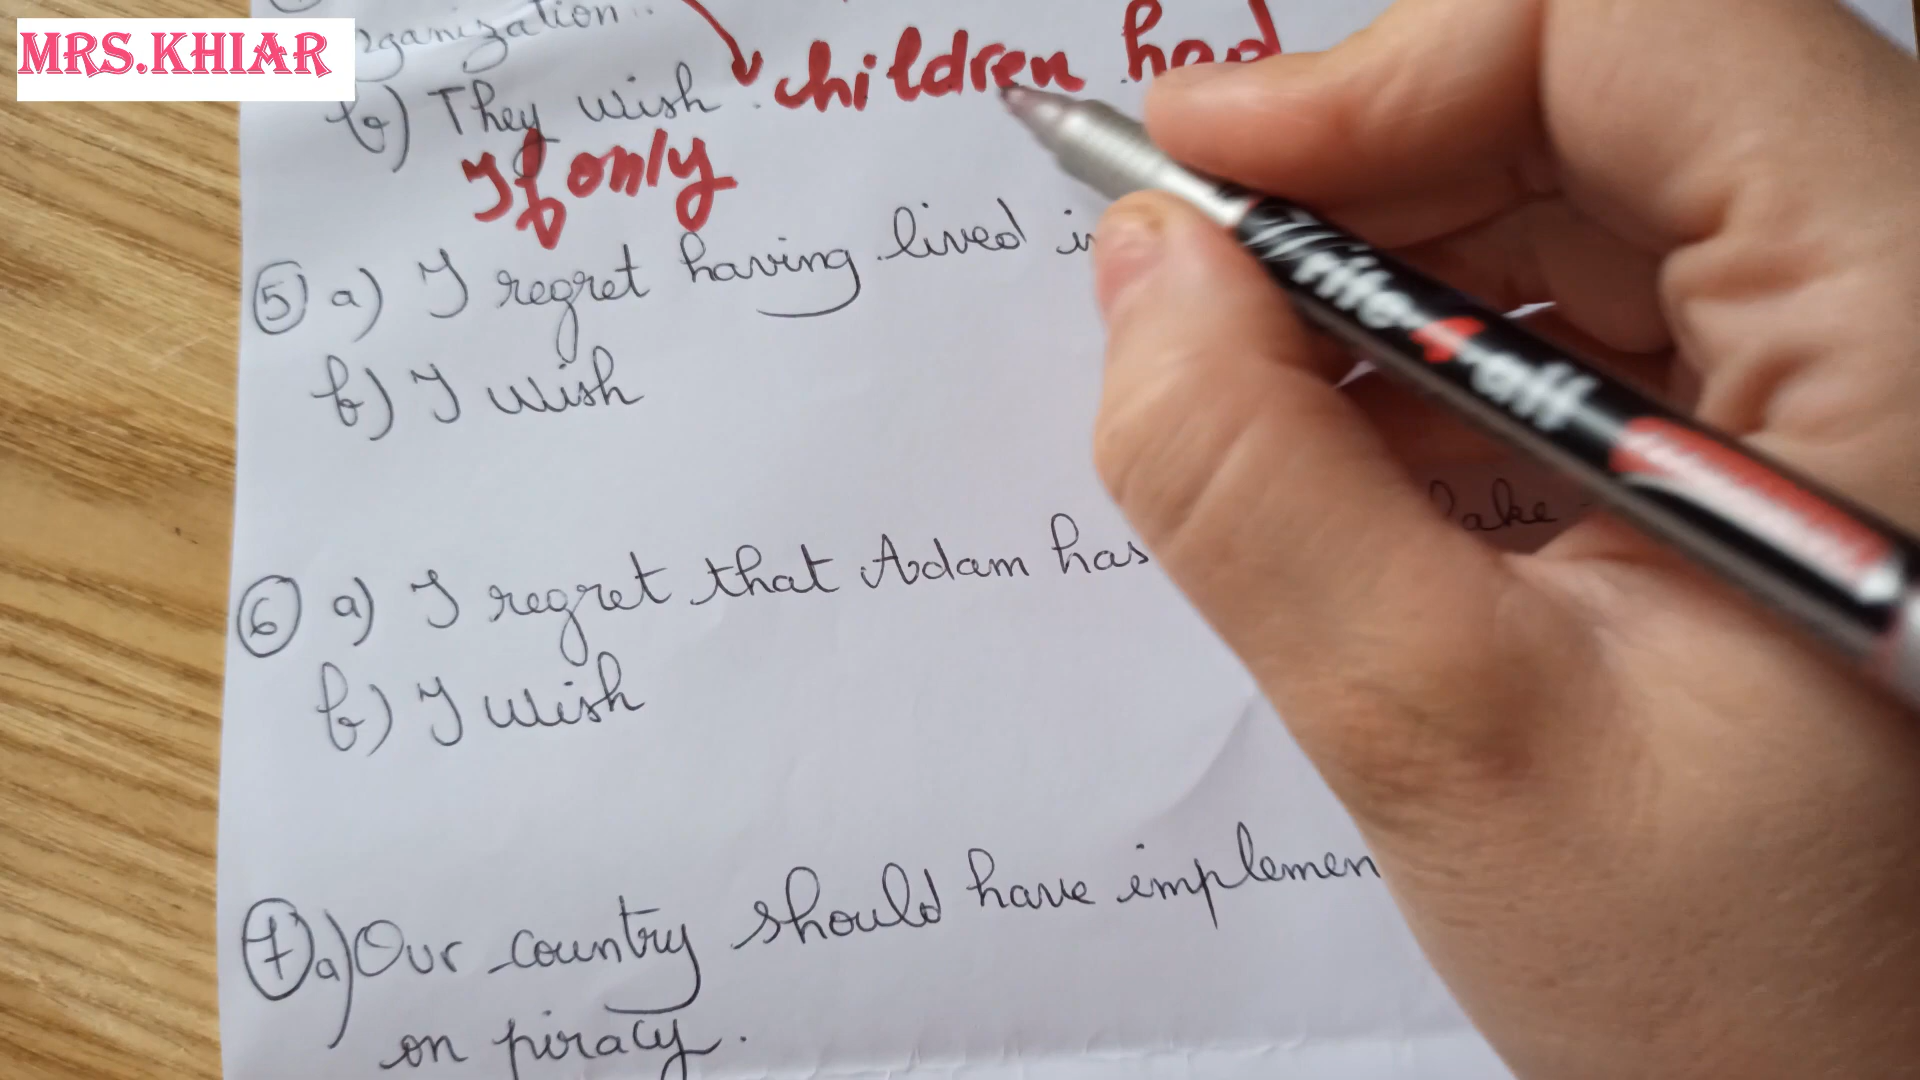 MRS.KHIAR
organization..
b) They wish children had
If only
5 a) I regret having lived in
b) I wish
6 a) I regret that Adam has lake
b) I wish
7 a) Our country should have implemen
on piracy.